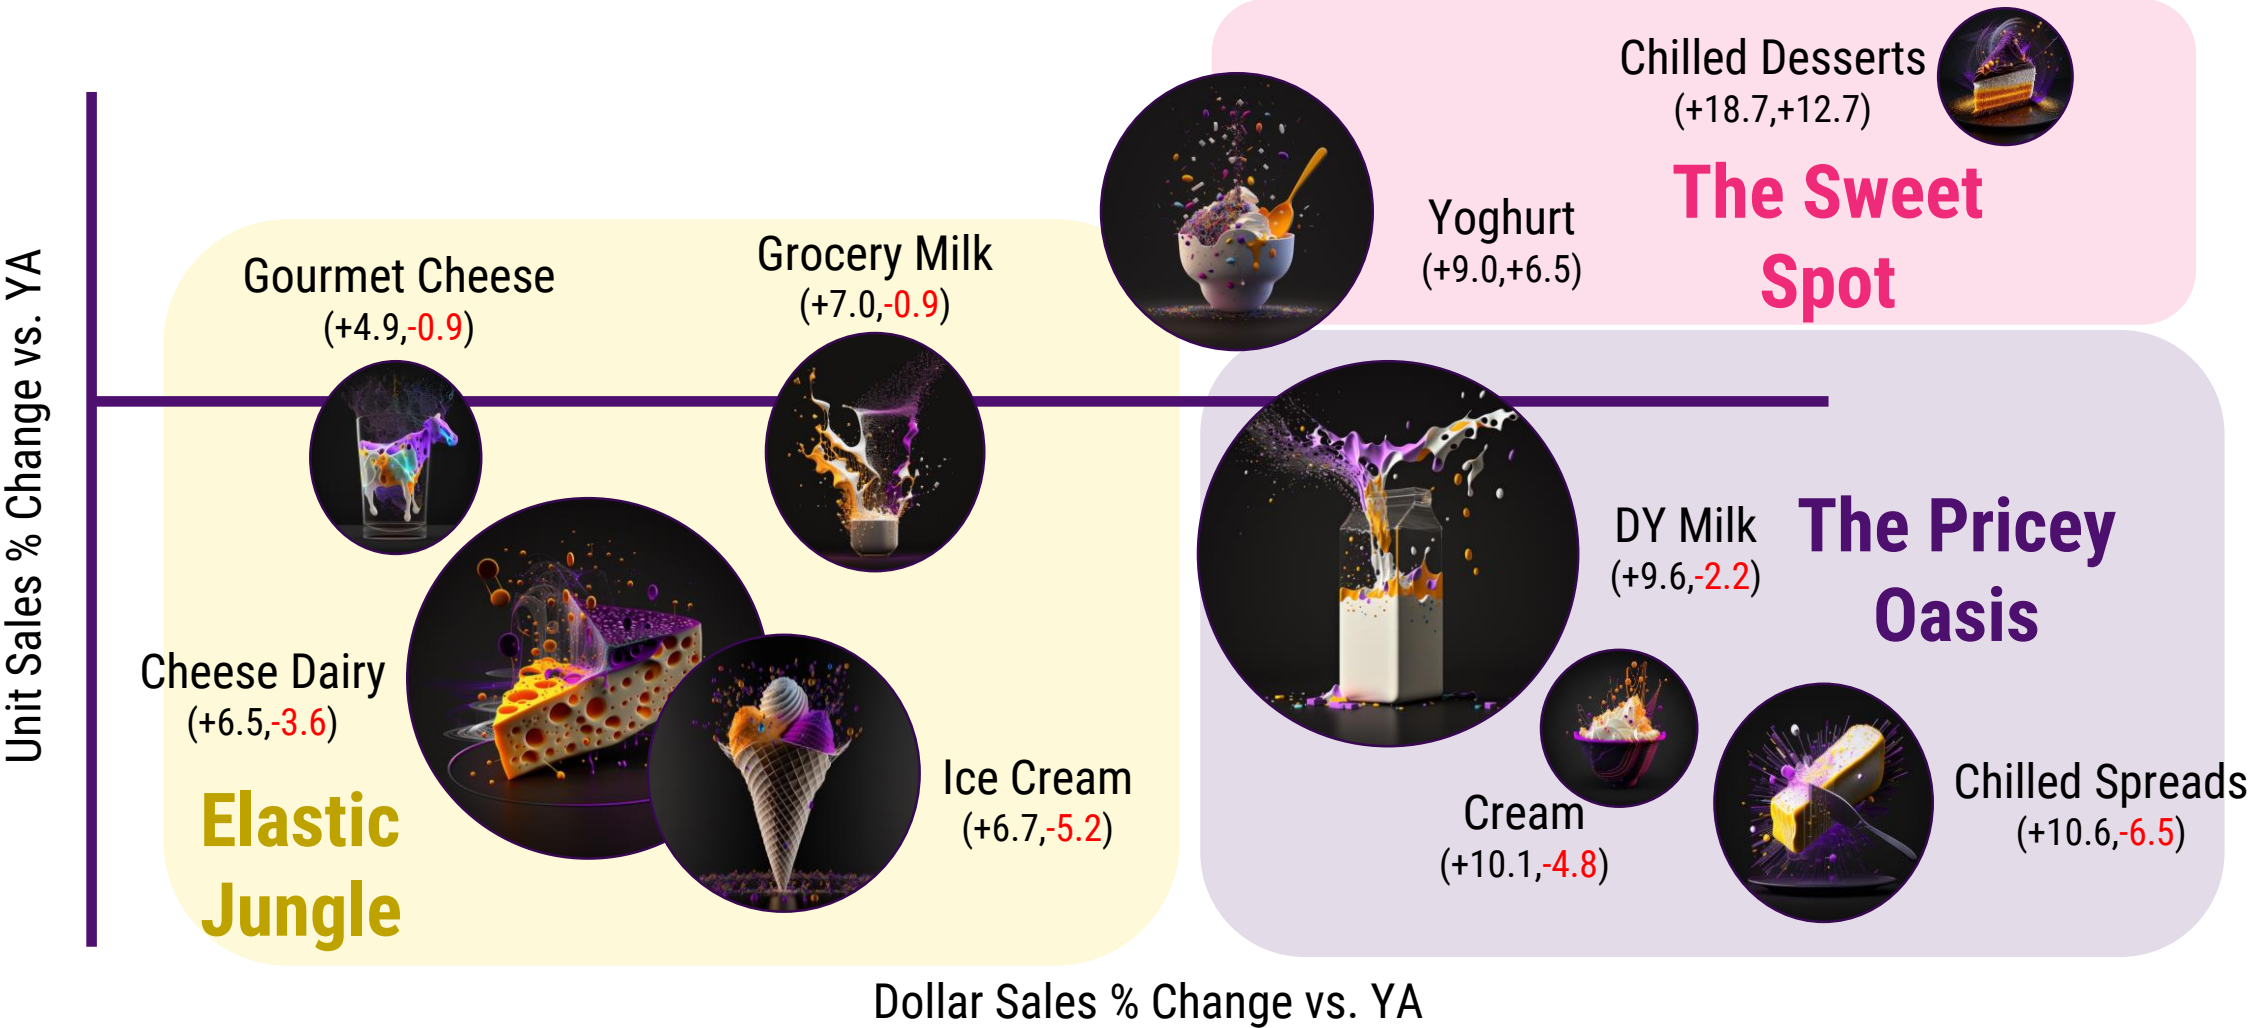 Unit Sales % Change vs. YA
Chilled Desserts
(+18.7,+12.7)
The Sweet
Spot
Yoghurt
(+9.0,+6.5)
Gourmet Cheese
(+4.9,-0.9)
Grocery Milk
(+7.0,-0.9)
DY Milk
(+9.6,-2.2)
The Pricey
Oasis
Cheese Dairy
(+6.5,-3.6)
Ice Cream
(+6.7,-5.2)
Cream
(+10.1,-4.8)
Chilled Spreads
(+10.6,-6.5)
Elastic
Jungle
Dollar Sales % Change vs. YA